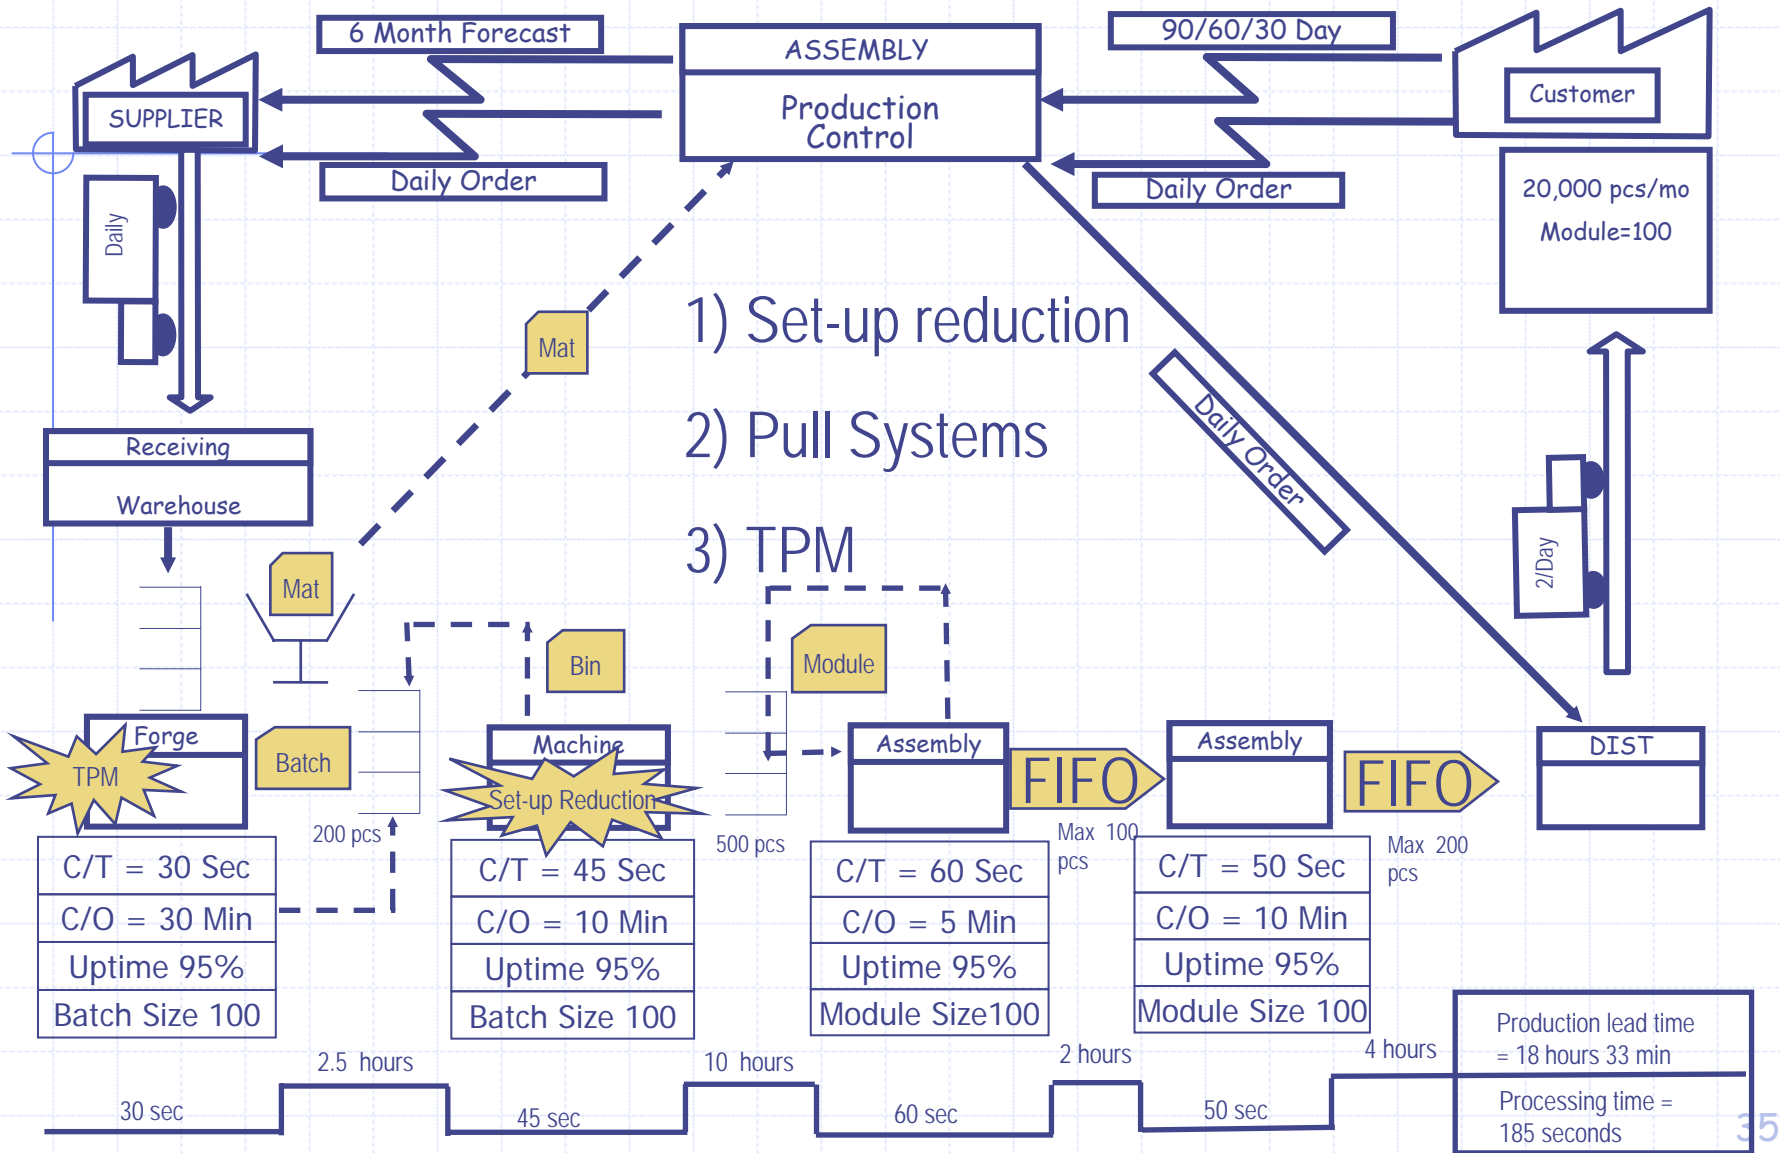 6 Month Forecast
ASSEMBLY
Production
Control
90/60/30 Day
Customer
SUPPLIER
Daily Order
Daily Order
20,000 pcs/mo
Module=100
Daily
Mat
1) Set-up reduction
2) Pull Systems
3) TPM
Daily Order
2/Day
Receiving
Warehouse
Mat
Bin
Module
Forge
TPM
Batch
200 pcs
Machine
Set-up Reduction
500 pcs
Assembly
FIFO
Max 100
pcs
Assembly
FIFO
Max 200
pcs
DIST
C/T = 30 Sec
C/O = 30 Min
Uptime 95%
Batch Size 100
C/T = 45 Sec
C/O = 10 Min
Uptime 95%
Batch Size 100
C/T = 60 Sec
C/O = 5 Min
Uptime 95%
Module Size100
C/T = 50 Sec
C/O = 10 Min
Uptime 95%
Module Size 100
30 sec
2.5 hours
45 sec
10 hours
60 sec
2 hours
50 sec
4 hours
Production lead time
= 18 hours 33 min
Processing time =
185 seconds
35